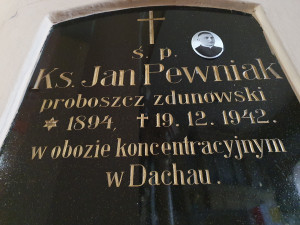 ś. p.
Ks. Jan Pewniak
proboszcz zdunowski
✡ 1894, † 19. 12. 1942.
w obozie koncentracyjnym
w Dachau.